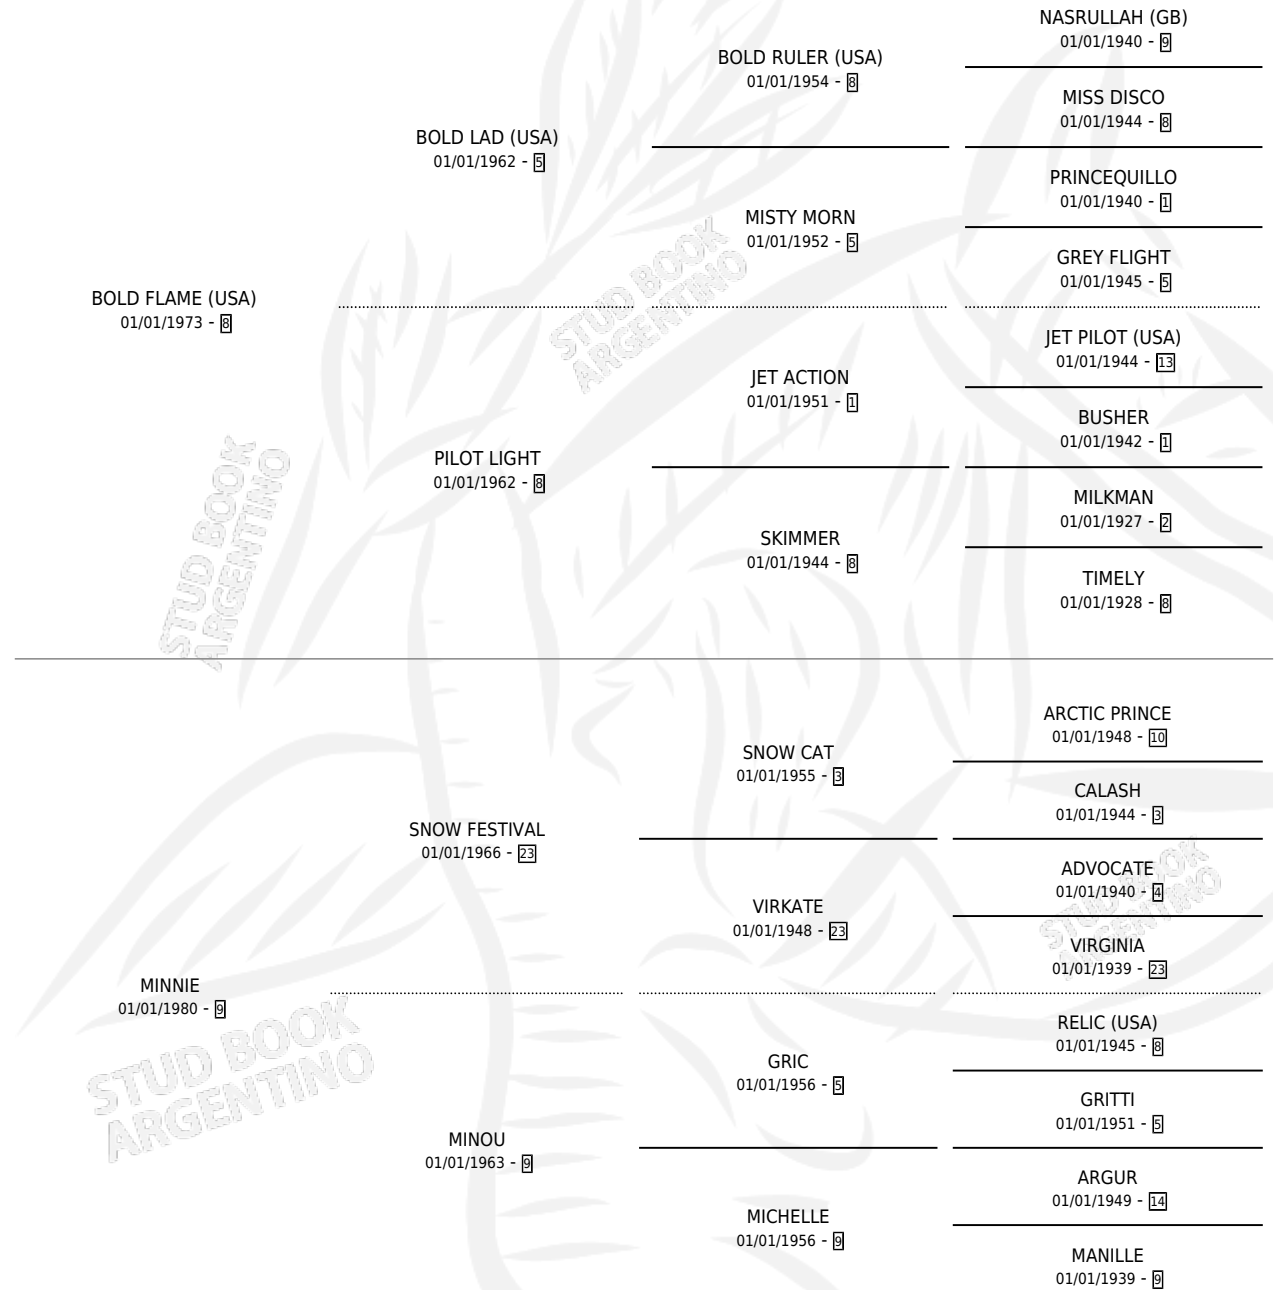 NASRULLAH (GB)
01/01/1940 - 9
BOLD RULER (USA)
01/01/1954 - 8
MISS DISCO
01/01/1944 - 8
BOLD LAD (USA)
01/01/1962 - 5
PRINCEQUILLO
01/01/1940 - 1
MISTY MORN
01/01/1952 - 5
GREY FLIGHT
01/01/1945 - 5
BOLD FLAME (USA)
01/01/1973 - 8
JET PILOT (USA)
01/01/1944 - 13
JET ACTION
01/01/1951 - 1
BUSHER
01/01/1942 - 1
PILOT LIGHT
01/01/1962 - 8
MILKMAN
01/01/1927 - 2
SKIMMER
01/01/1944 - 8
TIMELY
01/01/1928 - 8
STUD BOOK
ARGENTINO
STUD BOOK
ARGENTINO
ARCTIC PRINCE
01/01/1948 - 10
SNOW CAT
01/01/1955 - 3
CALASH
01/01/1944 - 3
SNOW FESTIVAL
01/01/1966 - 23
ADVOCATE
01/01/1940 - 4
VIRKATE
01/01/1948 - 23
VIRGINIA
01/01/1939 - 23
MINNIE
01/01/1980 - 9
RELIC (USA)
01/01/1945 - 8
GRIC
01/01/1956 - 5
GRITTI
01/01/1951 - 5
MINOU
01/01/1963 - 9
ARGUR
01/01/1949 - 14
MICHELLE
01/01/1956 - 9
MANILLE
01/01/1939 - 9
STUD BOOK
ARGENTINO
STUD BOOK
ARGENTINO